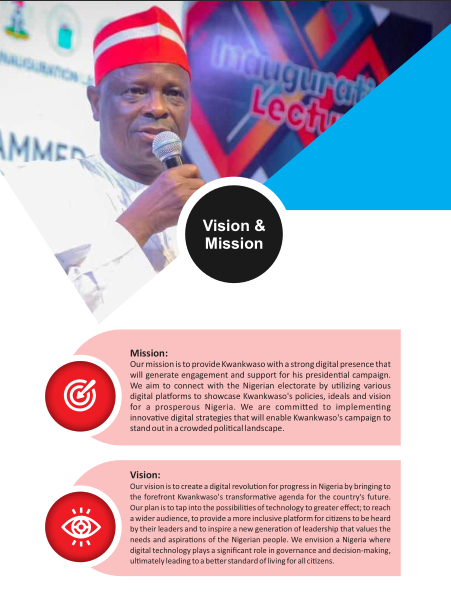 INAUGURATION
Inaugurati
Lectu
AMMED
Vision &
Mission
Mission:
Our mission is to provide Kwankwaso with a strong digital presence that
will generate engagement and support for his presidential campaign.
We aim to connect with the Nigerian electorate by utilizing various
digital platforms to showcase Kwankwaso's policies, ideals and vision
for a prosperous Nigeria. We are committed to implementing
innovative digital strategies that will enable Kwankwaso's campaign to
stand out in a crowded political landscape.
Vision:
Our vision is to create a digital revolution for progress in Nigeria by bringing to
the forefront Kwankwaso's transformative agenda for the country's future.
Our plan is to tap into the possibilities of technology to greater effect; to reach
a wider audience, to provide a more inclusive platform for citizens to be heard
by their leaders and to inspire a new generation of leadership that values the
needs and aspirations of the Nigerian people. We envision a Nigeria where
digital technology plays a significant role in governance and decision-making,
ultimately leading to a better standard of living for all citizens.